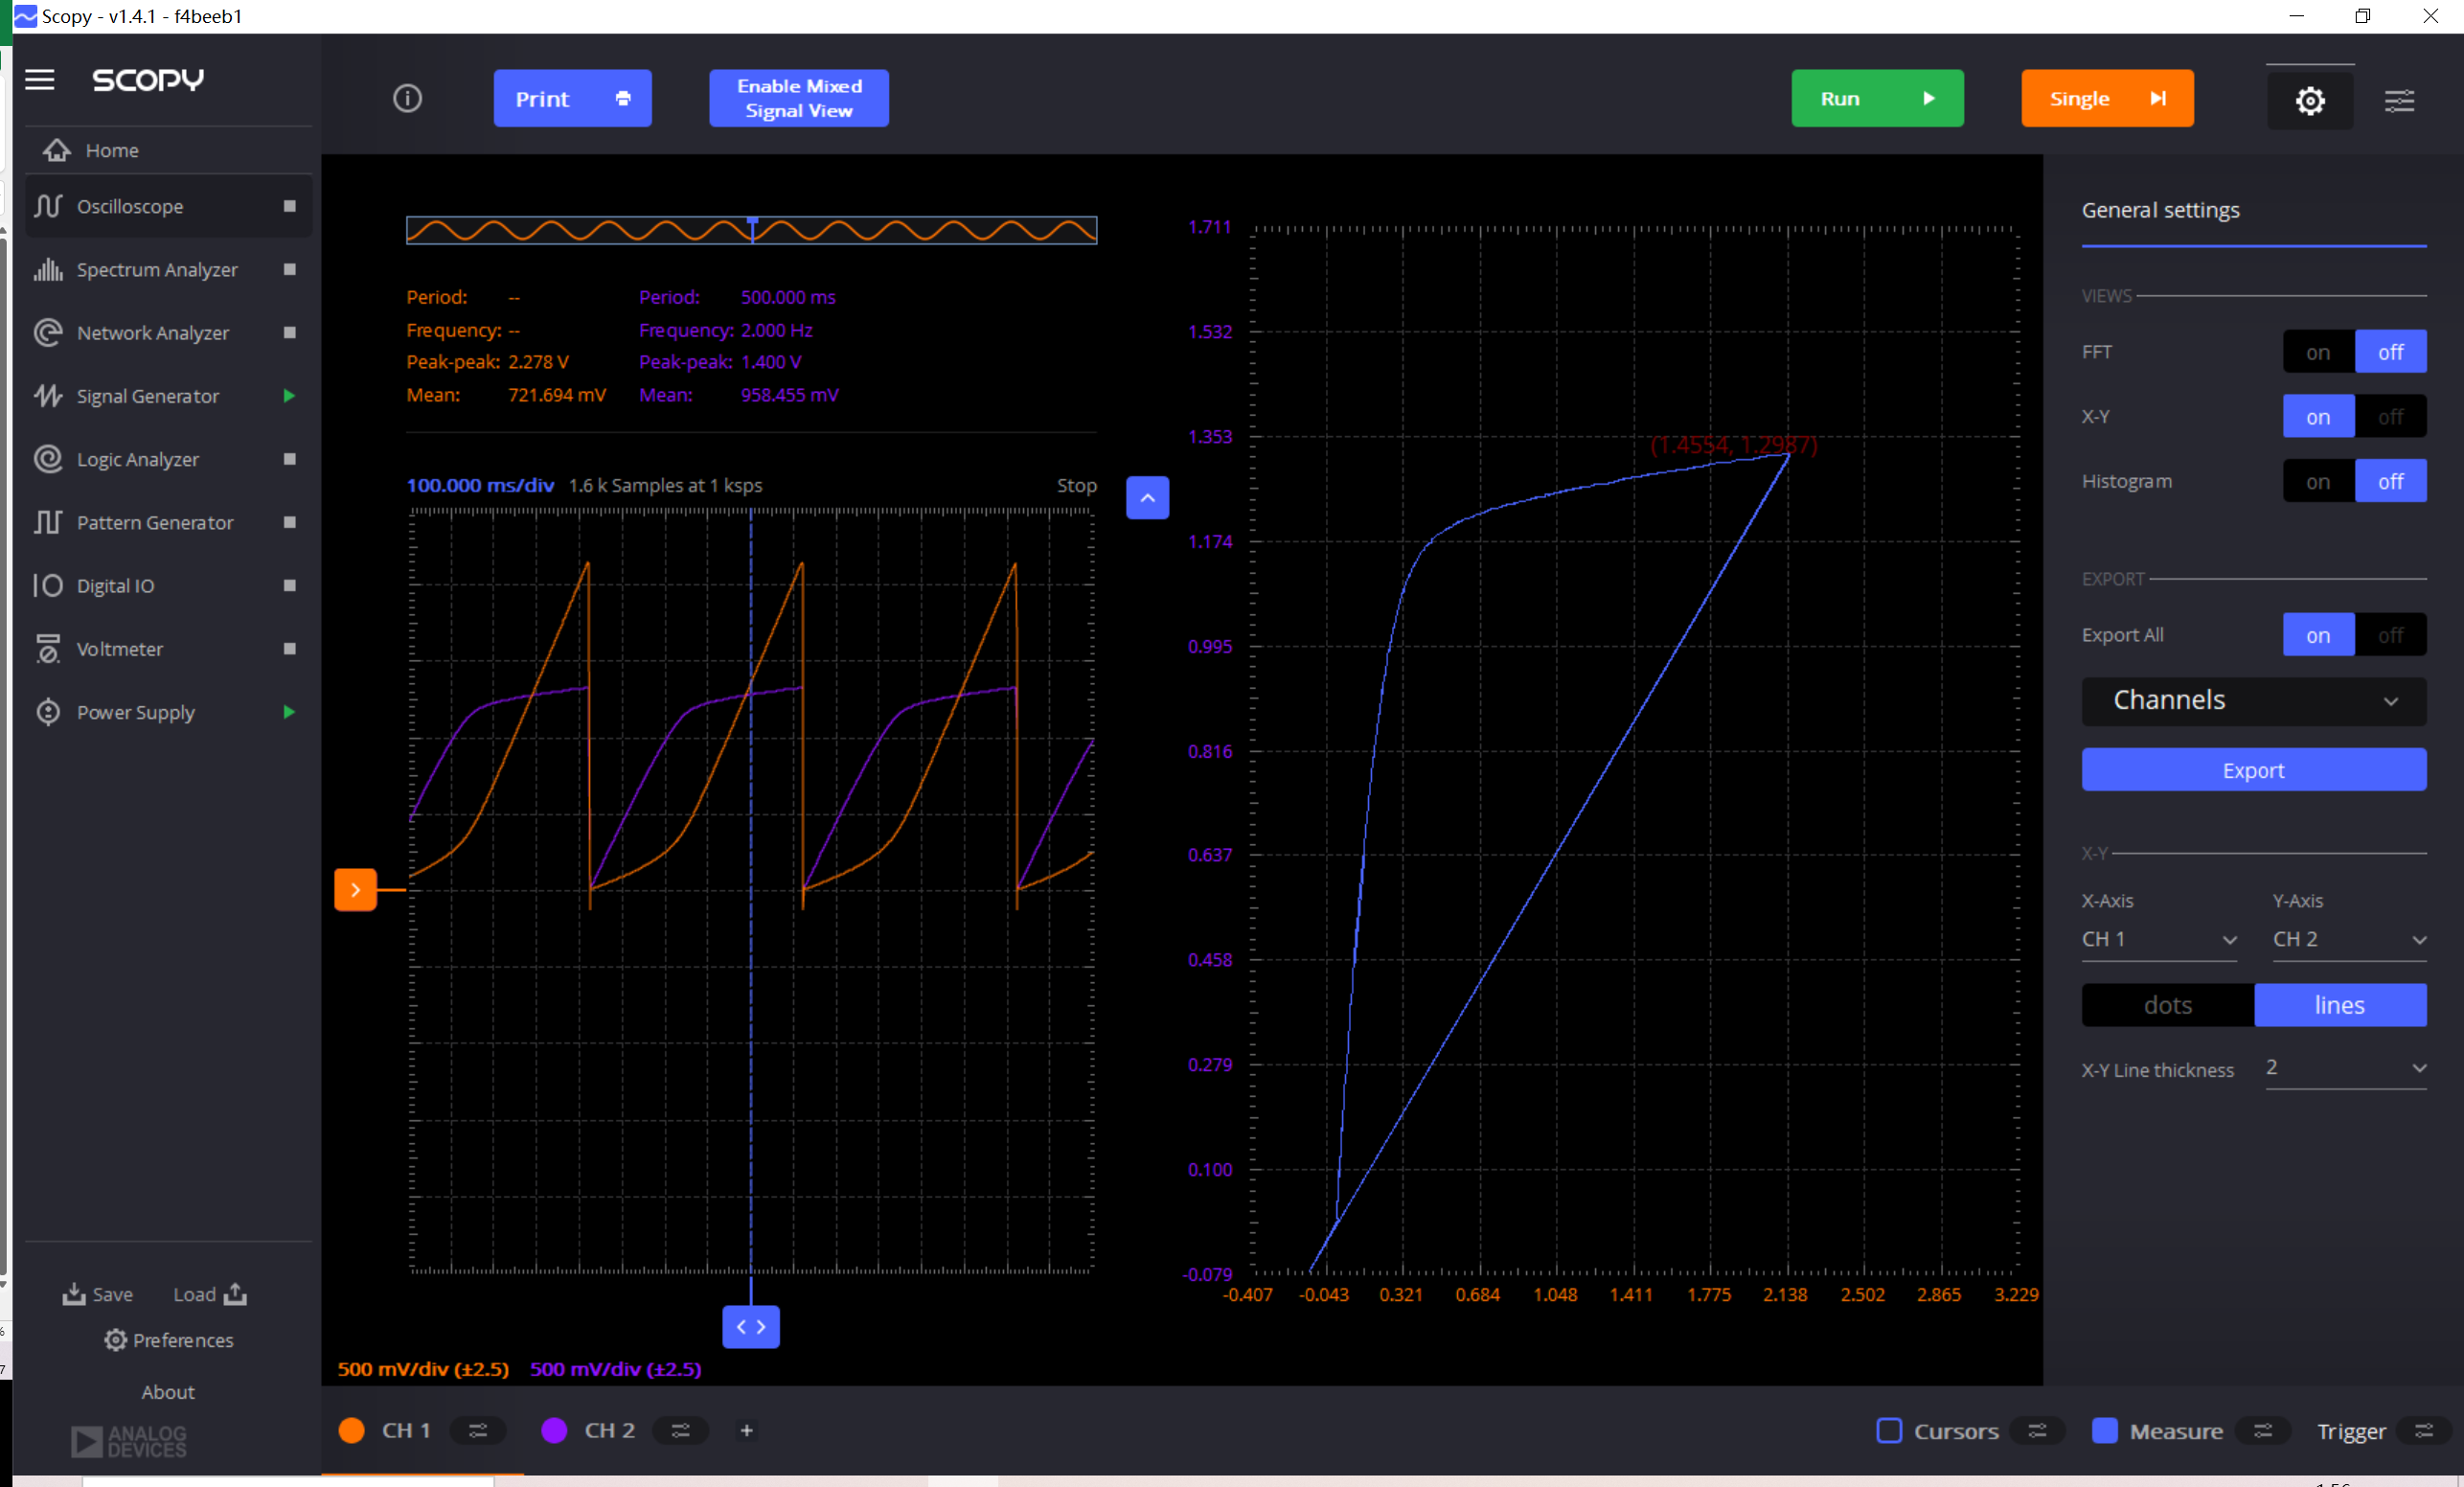 Scopy - v1.4.1 - f4beeb1
SCOPY
Print
Enable Mixed
Signal View
Run
Single
Home
Oscilloscope
Spectrum Analyzer
Network Analyzer
Signal Generator
Logic Analyzer
Pattern Generator
Digital IO
Voltmeter
Power Supply
Save Load
Preferences
About
ANALOG
DEVICES
Period: -- Period: 500.000 ms
Frequency: -- Frequency: 2.000 Hz
Peak-peak: 2.278 V Peak-peak: 1.400 V
Mean: 721.694 mV Mean: 958.455 mV
100.000 ms/div 1.6 k Samples at 1 ksps Stop
500 mV/div (±2.5) 500 mV/div (±2.5)
1.711
1.532
1.353
1.174
0.995
0.816
0.637
0.458
0.279
0.100
-0.079
(1.4554, 1.2987)
-0.407 -0.043 0.321 0.684 1.048 1.411 1.775 2.138 2.502 2.865 3.229
General settings
VIEWS
FFT on off
X-Y on off
Histogram on off
EXPORT
Export All on off
Channels
Export
X-Y
X-Axis Y-Axis
CH 1 CH 2
dots lines
X-Y Line thickness 2
CH 1 CH 2 + Cursors Measure Trigger